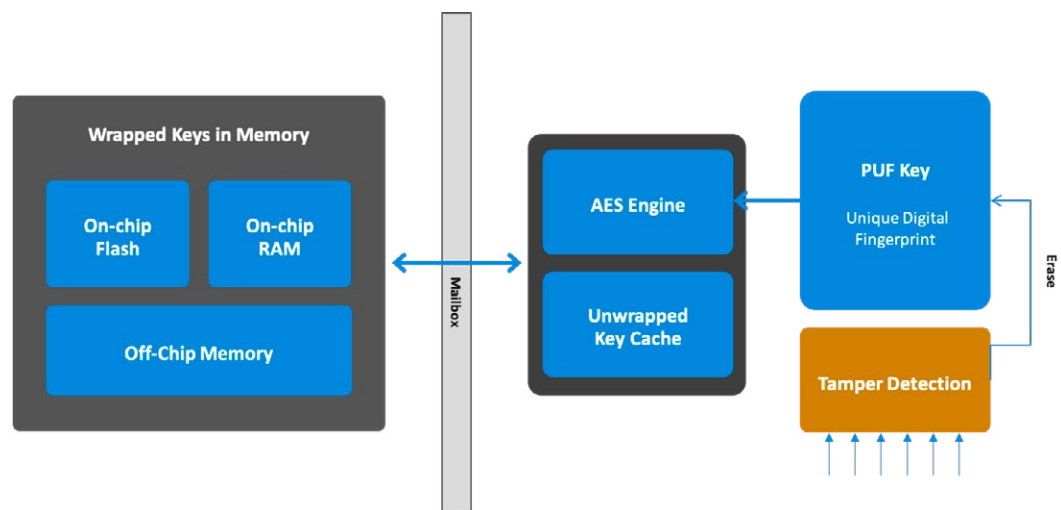 Wrapped Keys in Memory
On-chip
Flash
On-chip
RAM
Off-Chip Memory
Mailbox
AES Engine
Unwrapped
Key Cache
PUF Key
Unique Digital
Fingerprint
Erase
Tamper Detection